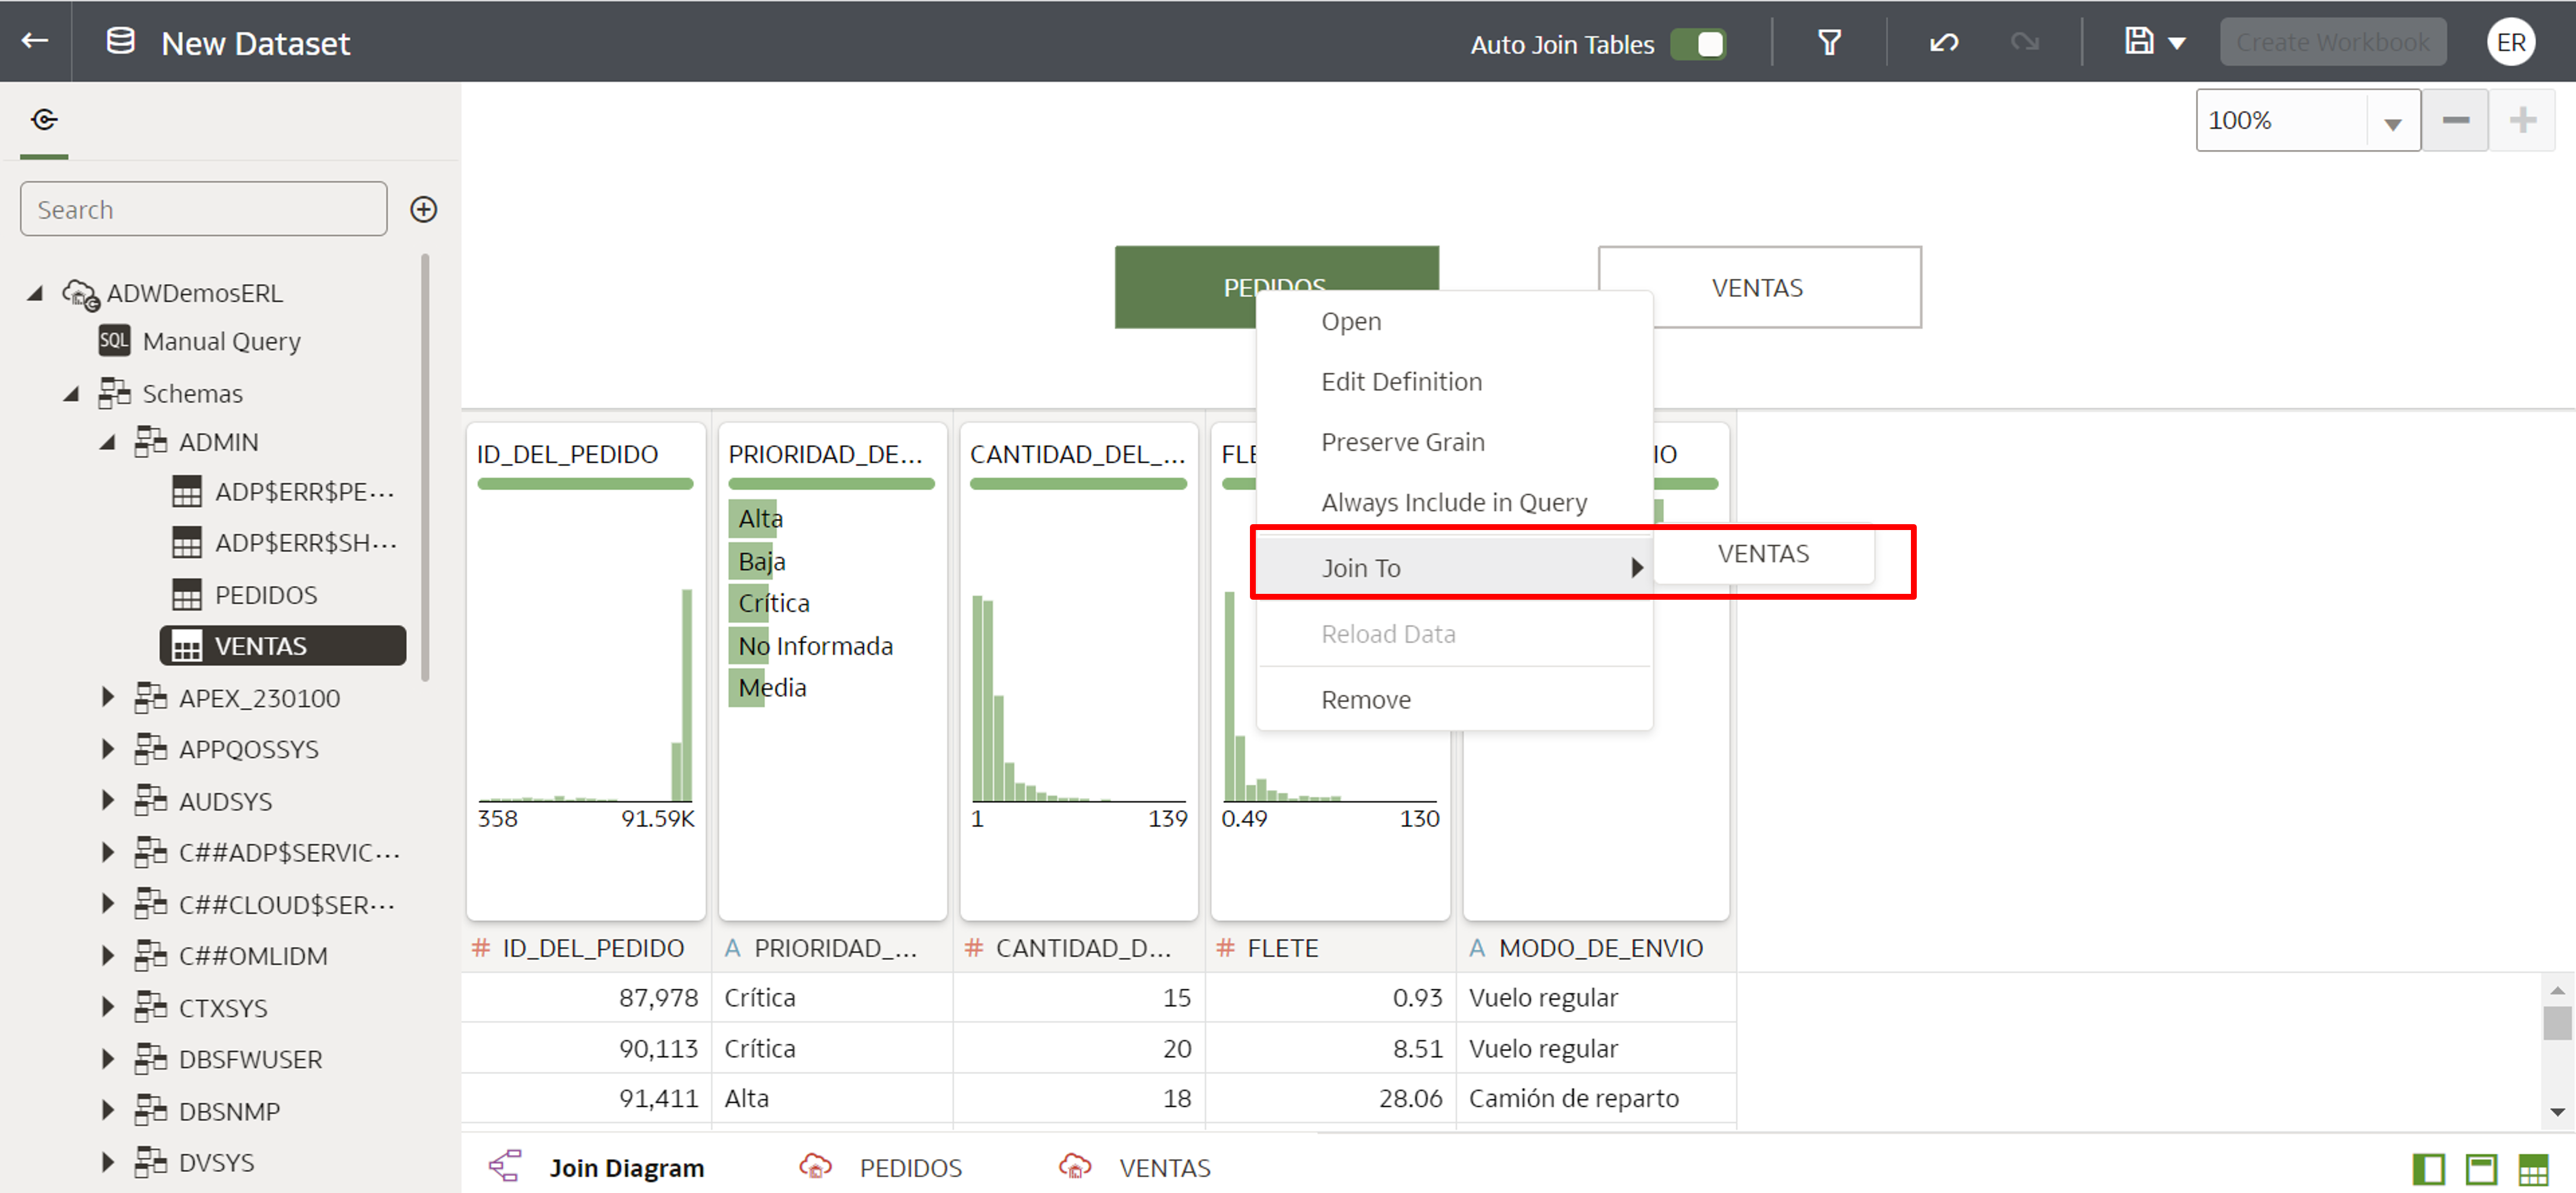 New Dataset
Auto Join Tables
Create Workbook
ER
100%
Search
ADWDemosERL
SQL Manual Query
Schemas
ADMIN
ADP$ERR$PE...
ADP$ERR$SH...
PEDIDOS
VENTAS
APEX_230100
APPQOSSYS
AUDSYS
C##ADP$SERVIC...
C##CLOUD$SER...
C##OMLIDM
CTXSYS
DBSFWUSER
DBSNMP
DVSYS
PEDIDOS
VENTAS
Open
Edit Definition
Preserve Grain
Always Include in Query
Join To
VENTAS
Reload Data
Remove
ID_DEL_PEDIDO
358 91.59K
PRIORIDAD_DE...
Alta
Baja
Crítica
No Informada
Media
CANTIDAD_DEL_...
1 139
FLE
0.49 130
IO
# ID_DEL_PEDIDO A PRIORIDAD_... # CANTIDAD_D... # FLETE A MODO_DE_ENVIO
87,978 Crítica 15 0.93 Vuelo regular
90,113 Crítica 20 8.51 Vuelo regular
91,411 Alta 18 28.06 Camión de reparto
Join Diagram PEDIDOS VENTAS